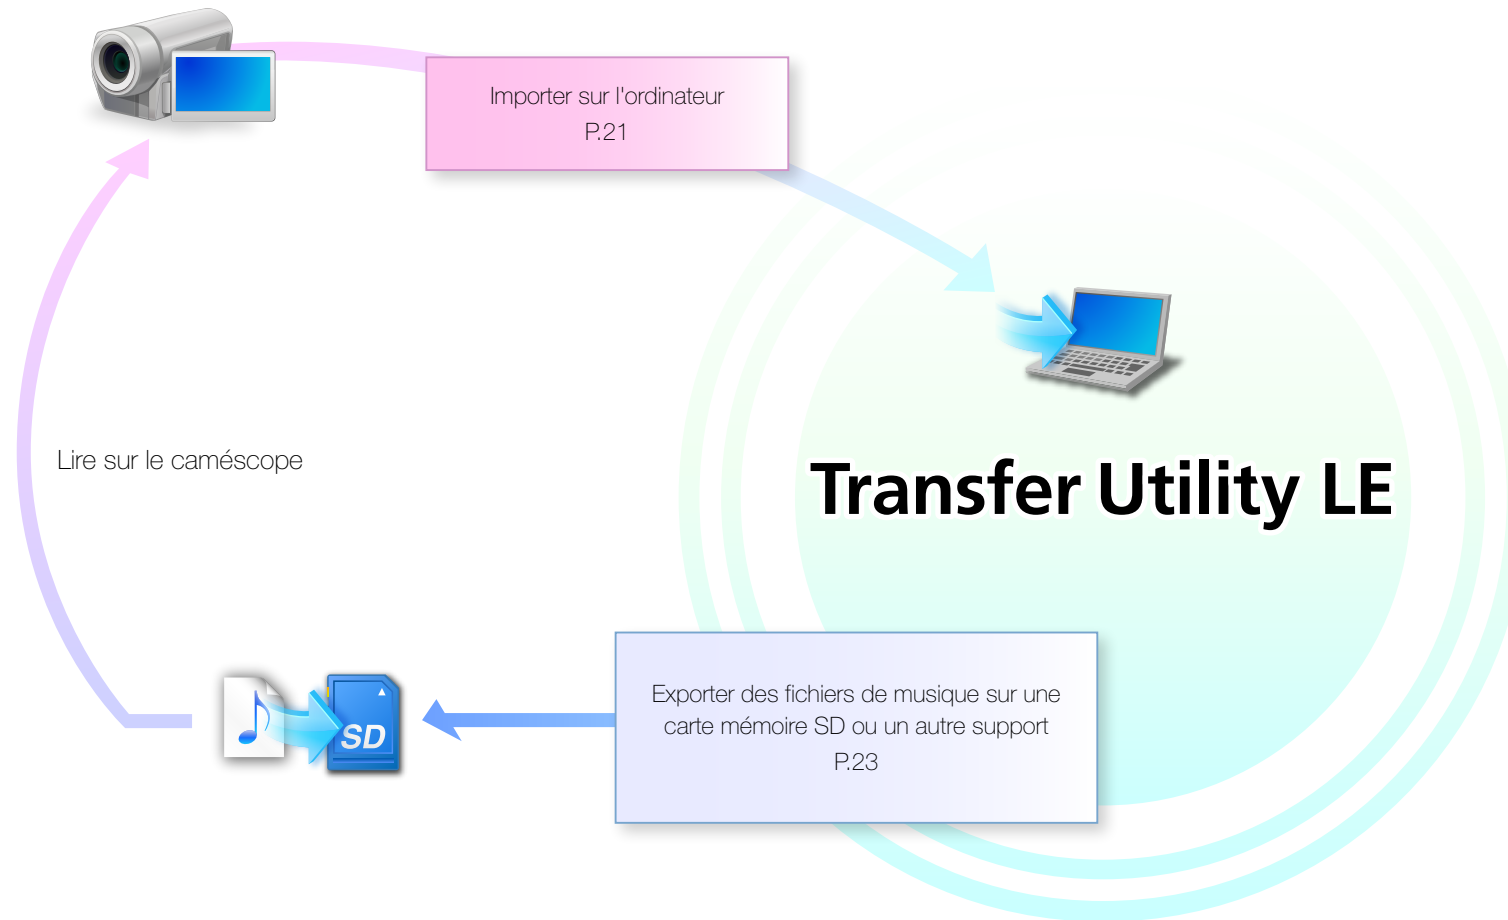 Importer sur l'ordinateur
P.21
Lire sur le caméscope
Transfer Utility LE
Exporter des fichiers de musique sur une
carte mémoire SD ou un autre support
P.23
SD